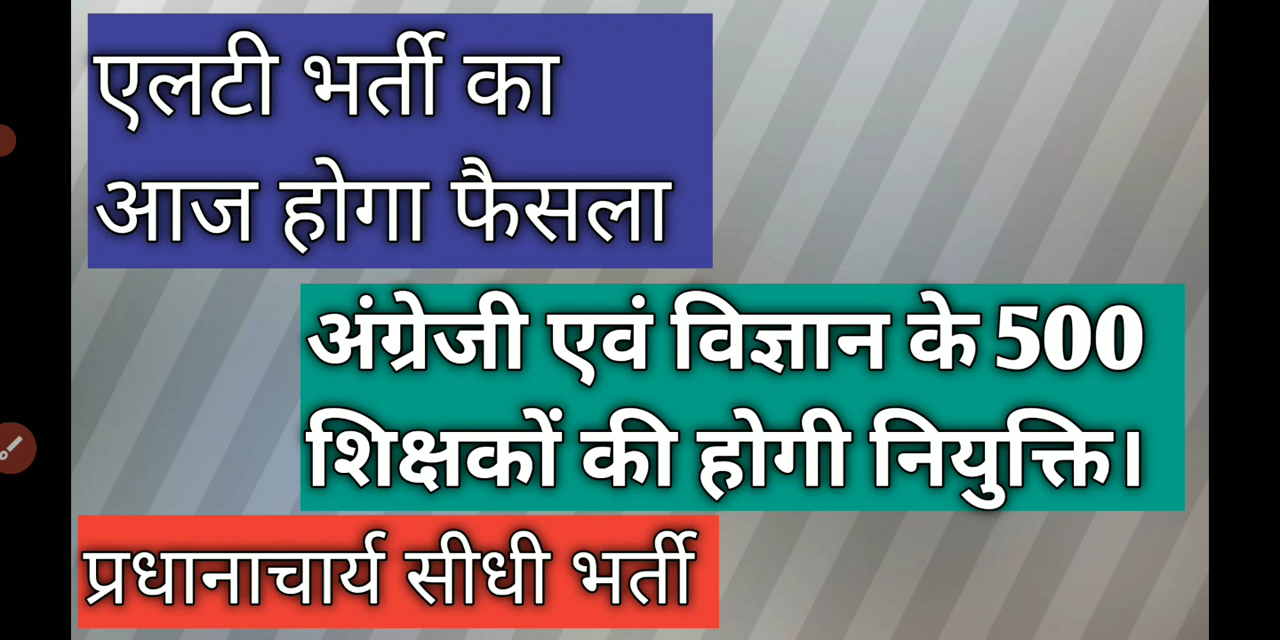 एलटी भर्ती का
आज होगा फैसला
अंग्रेजी एवं विज्ञान के 500
शिक्षकों की होगी नियुक्ति।
प्रधानाचार्य सीधी भर्ती